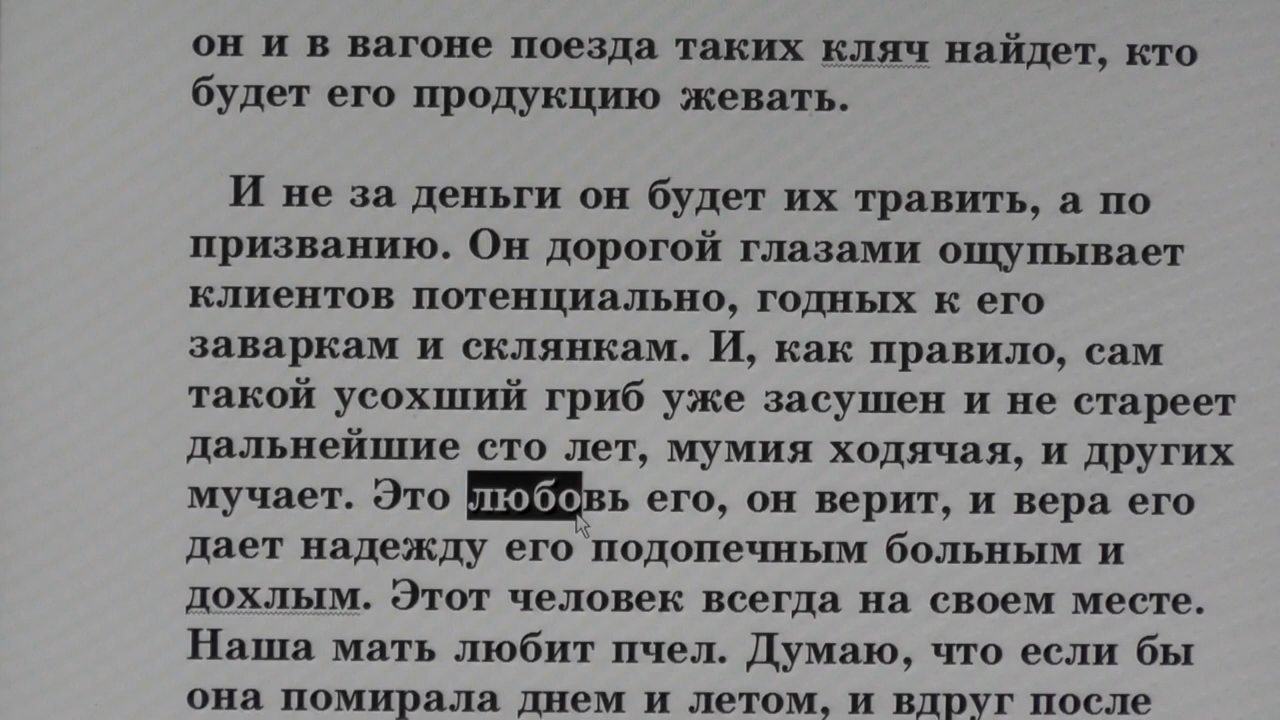 он и в вагоне поезда таких кляч найдет, кто
будет его продукцию жевать.
И не за деньги он будет их травить, а по
призванию. Он дорогой глазами ощупывает
клиентов потенциально, годных к его
заваркам и склянкам. И, как правило, сам
такой усохший гриб уже засушен и не стареет
дальнейшие сто лет, мумия ходячая, и других
мучает. Это любовь его, он верит, и вера его
дает надежду его подопечным больным и
дохлым. Этот человек всегда на своем месте.
Наша мать любит пчел. Думаю, что если бы
она помирала днем и летом, и вдруг после